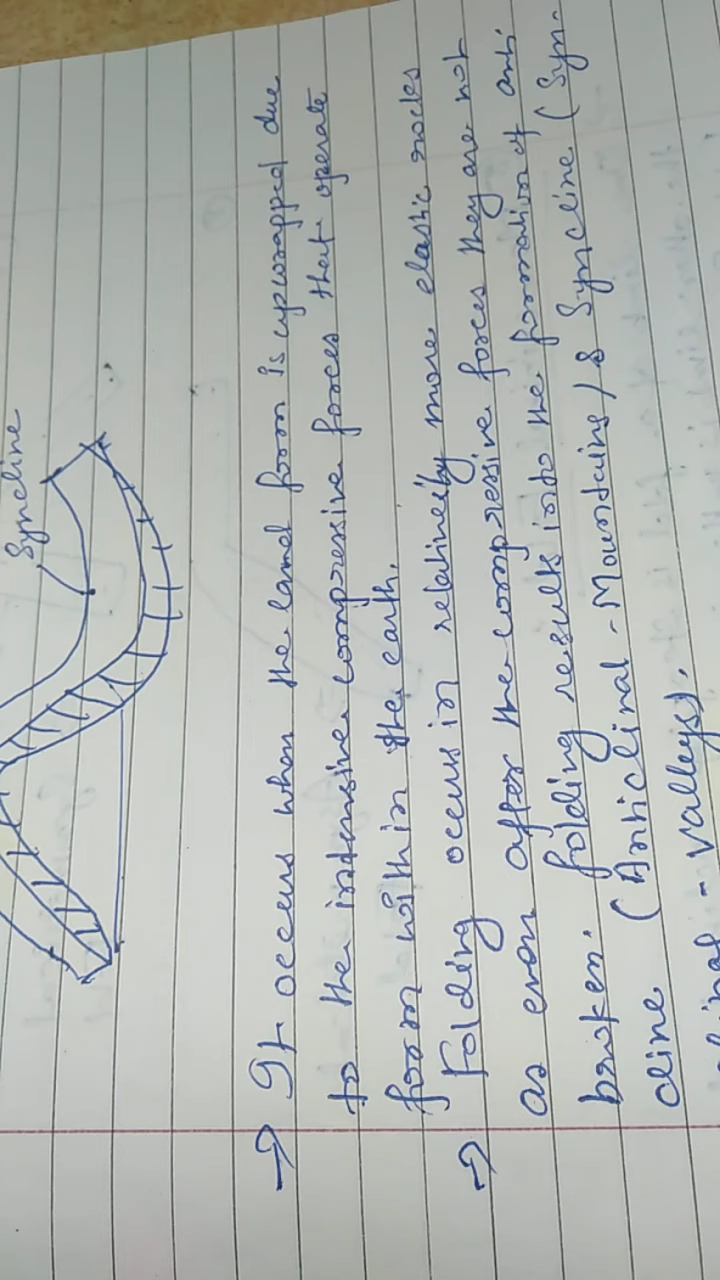 Syncline
→ It occurs when the land form is upwrapped due
to the intensive compressive forces that operate
form within the earth.
→ Folding occurs in relatively more elastic rocks
as even after the compressive forces they are not
broken. folding results into the formation of anti
cline (Anticlinal - Mountains) & Syncline (Syn-
clinal - valleys).